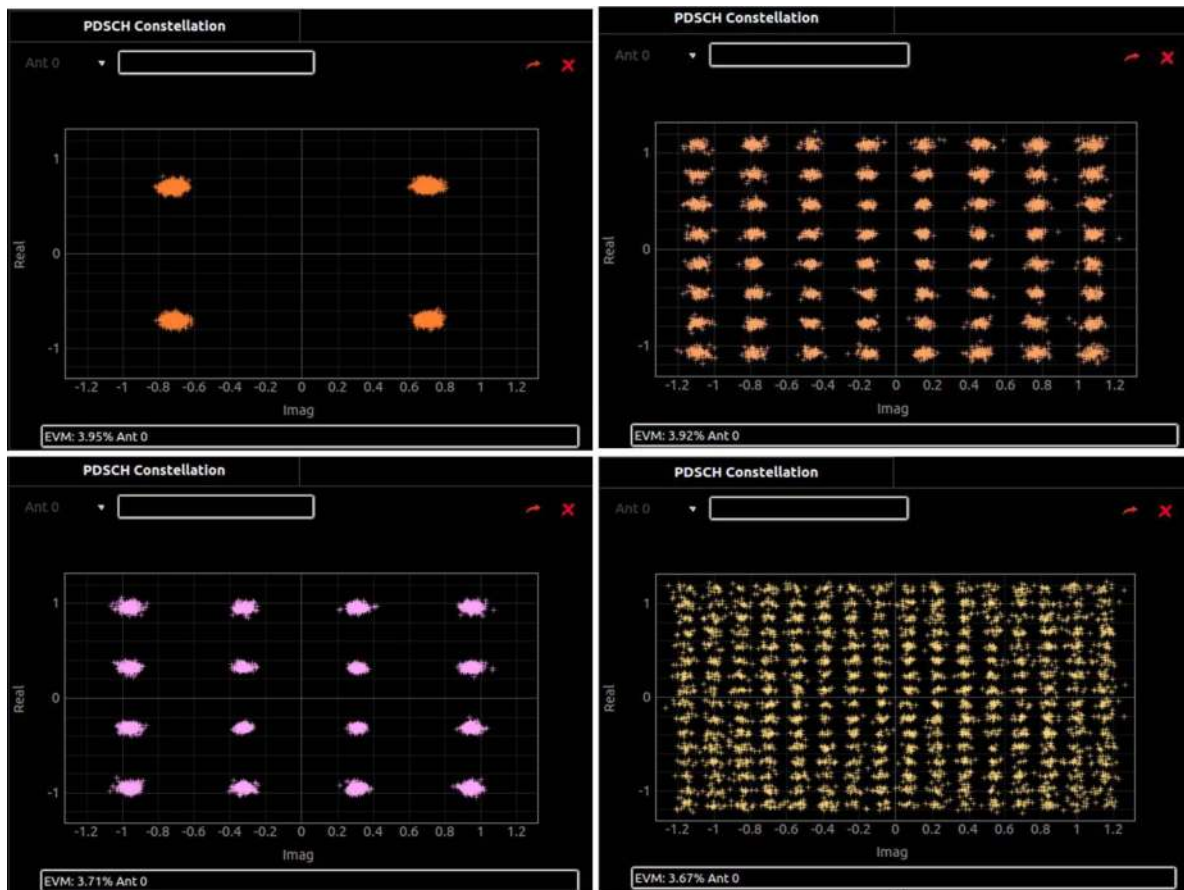 PDSCH Constellation
Ant 0
1
0
-1
Real
-1.2 -1 -0.8 -0.6 -0.4 -0.2 0 0.2 0.4 0.6 0.8 1 1.2
Imag
EVM: 3.95% Ant 0
PDSCH Constellation
Ant 0
1
0
-1
Real
-1.2 -1 -0.8 -0.6 -0.4 -0.2 0 0.2 0.4 0.6 0.8 1 1.2
Imag
EVM: 3.92% Ant 0
PDSCH Constellation
Ant 0
1
0
-1
Real
-1.2 -1 -0.8 -0.6 -0.4 -0.2 0 0.2 0.4 0.6 0.8 1 1.2
Imag
EVM: 3.71% Ant 0
PDSCH Constellation
Ant 0
1
0
-1
Real
-1.2 -1 -0.8 -0.6 -0.4 -0.2 0 0.2 0.4 0.6 0.8 1 1.2
Imag
EVM: 3.67% Ant 0